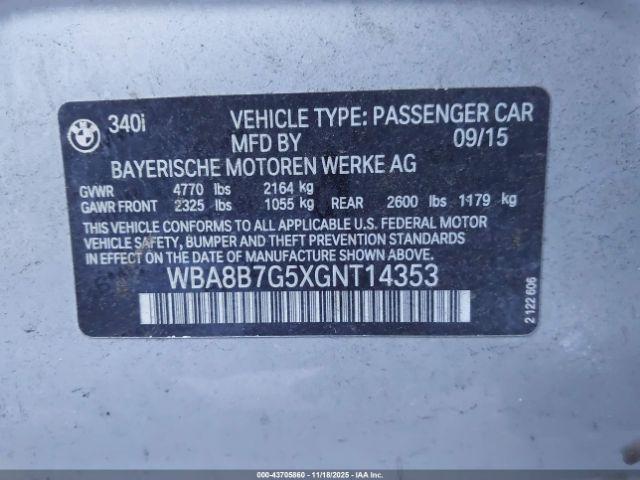 BMW
340i VEHICLE TYPE: PASSENGER CAR
MFD BY 09/15
BAYERISCHE MOTOREN WERKE AG
GVWR 4770 lbs 2164 kg
GAWR FRONT 2325 lbs 1055 kg REAR 2600 lbs 1179 kg
THIS VEHICLE CONFORMS TO ALL APPLICABLE U.S. FEDERAL MOTOR
VEHICLE SAFETY, BUMPER AND THEFT PREVENTION STANDARDS IN
EFFECT ON THE DATE OF MANUFACTURE SHOWN ABOVE.
WBA8B7G5XGNT14353
2 122 606
000-43705860 - 11/18/2025 - IAA Inc.